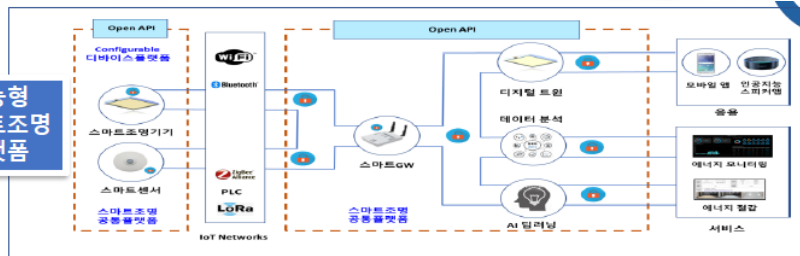 Open API
Configurable
디바이스플랫폼
스마트조명기기
스마트센서
스마트조명
공통플랫폼
WiFi
Bluetooth
ZigBee
Alliance
PLC
LoRa
IoT Networks
Open API
스마트GW
스마트조명
공통플랫폼
디지털 트윈
데이터 분석
AI 딥러닝
모바일 앱
인공지능
스피커앱
응용
에너지 모니터링
에너지 절감
서비스
능형
트조명
랫폼